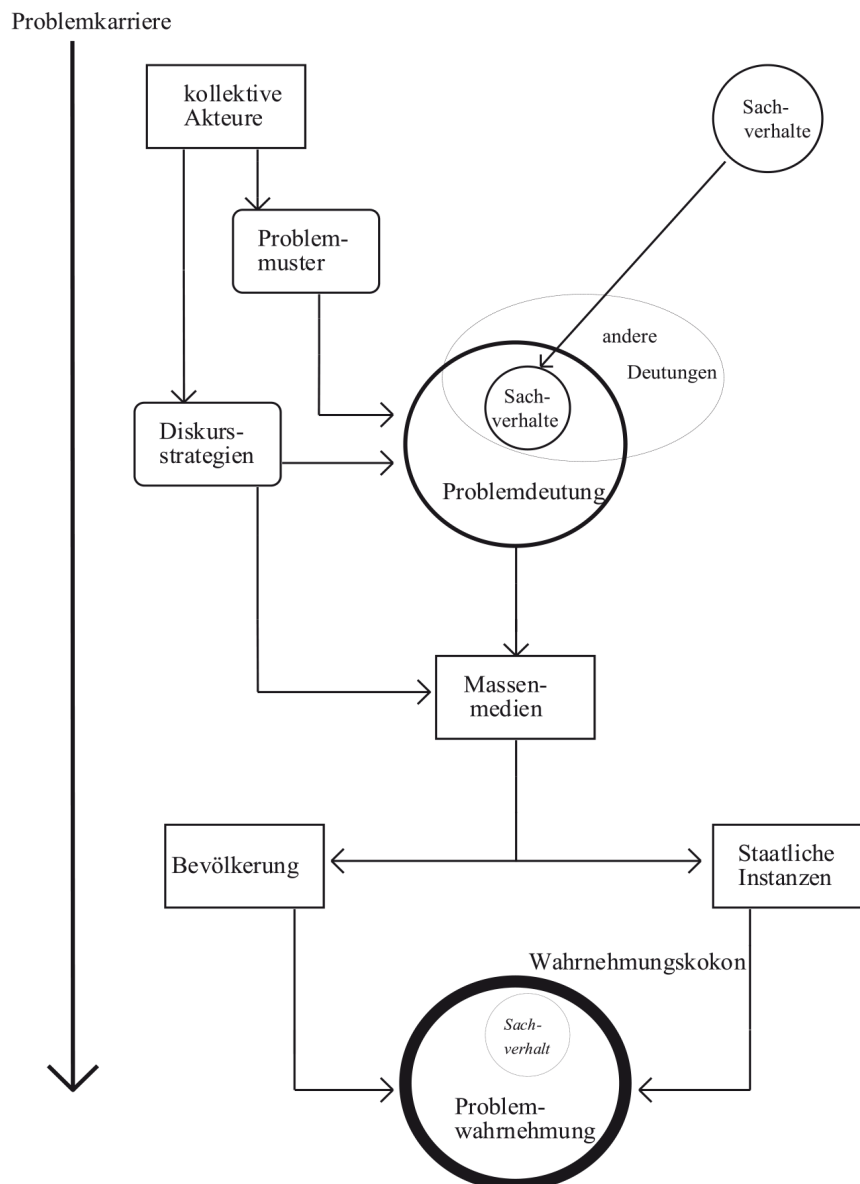 Problemkarriere
kollektive
Akteure
Sach-
verhalte
Problem-
muster
andere
Deutungen
Sach-
verhalte
Diskurs-
strategien
Problemdeutung
Massen-
medien
Bevölkerung
Staatliche
Instanzen
Wahrnehmungskokon
Sach-
verhalt
Problem-
wahrnehmung